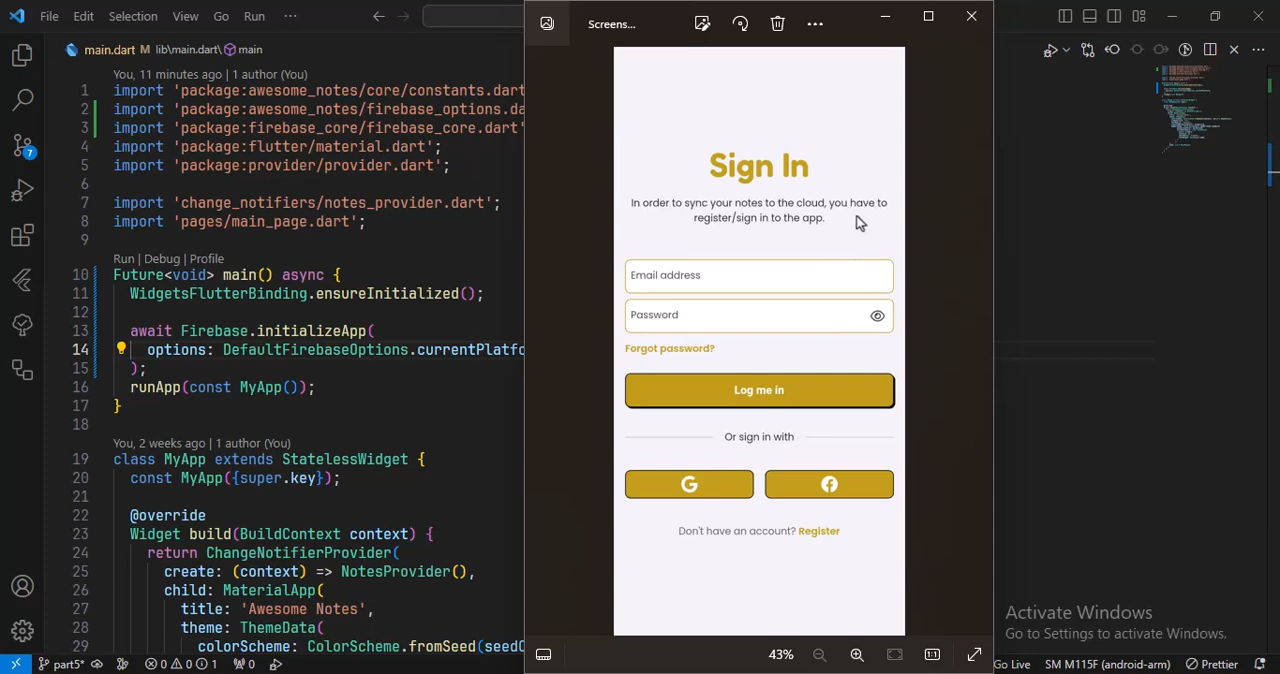 File Edit Selection View Go Run ···
Screens...
main.dart M lib\main.dart\ main
You, 11 minutes ago | 1 author (You)
1 import 'package:awesome_notes/core/constants.dart
2 import 'package:awesome_notes/firebase_options.da
3 import 'package:firebase_core/firebase_core.dart'
4 import 'package:flutter/material.dart';
5 import 'package:provider/provider.dart';
6
7 import 'change_notifiers/notes_provider.dart';
8 import 'pages/main_page.dart';
9
Run | Debug | Profile
10 Future<void> main() async {
11 WidgetsFlutterBinding.ensureInitialized();
12
13 await Firebase.initializeApp(
14 options: DefaultFirebaseOptions.currentPlatfo
15 );
16 runApp(const MyApp());
17 }
18
You, 2 weeks ago | 1 author (You)
19 class MyApp extends StatelessWidget {
20 const MyApp({super.key});
21
22 @override
23 Widget build(BuildContext context) {
24 return ChangeNotifierProvider(
25 create: (context) => NotesProvider(),
26 child: MaterialApp(
27 title: 'Awesome Notes',
28 theme: ThemeData(
29 colorScheme: ColorScheme.fromSeed(seedC
Sign In
In order to sync your notes to the cloud, you have to
register/sign in to the app.
Email address
Password
Forgot password?
Log me in
Or sign in with
G f
Don't have an account? Register
43% 1:1
7
Activate Windows
Go to Settings to activate Windows.
part5* 0 0 1 0 Go Live SM M115F (android-arm) Prettier